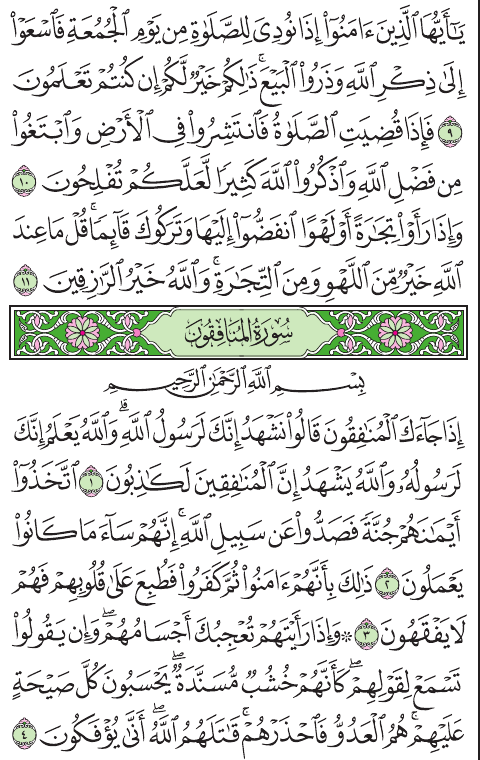 يَـٰٓأَيُّهَا ٱلَّذِينَ ءَامَنُوٓا۟ إِذَا نُودِىَ لِلصَّلَوٰةِ مِن يَوْمِ ٱلْجُمُعَةِ فَٱسْعَوْا۟
إِلَىٰ ذِكْرِ ٱللَّهِ وَذَرُوا۟ ٱلْبَيْعَ ۚ ذَٰلِكُمْ خَيْرٌ لَّكُمْ إِن كُنتُمْ تَعْلَمُونَ
٩ فَإِذَا قُضِيَتِ ٱلصَّلَوٰةُ فَٱنتَشِرُوا۟ فِى ٱلْأَرْضِ وَٱبْتَغُوا۟
مِن فَضْلِ ٱللَّهِ وَٱذْكُرُوا۟ ٱللَّهَ كَثِيرًا لَّعَلَّكُمْ تُفْلِحُونَ ١٠
وَإِذَا رَأَوْا۟ تِجَـٰرَةً أَوْ لَهْوًا ٱنفَضُّوٓا۟ إِلَيْهَا وَتَرَكُوكَ قَآئِمًا ۚ قُلْ مَا عِندَ
ٱللَّهِ خَيْرٌ مِّنَ ٱللَّهْوِ وَمِنَ ٱلتِّجَـٰرَةِ ۚ وَٱللَّهُ خَيْرُ ٱلرَّٰزِقِينَ ١١
سُورَةُ المُنَافِقُونَ
بِسْمِ ٱللَّهِ ٱلرَّحْمَـٰنِ ٱلرَّحِيمِ
إِذَا جَآءَكَ ٱلْمُنَـٰفِقُونَ قَالُوا۟ نَشْهَدُ إِنَّكَ لَرَسُولُ ٱللَّهِ ۗ وَٱللَّهُ يَعْلَمُ إِنَّكَ
لَرَسُولُهُۥ وَٱللَّهُ يَشْهَدُ إِنَّ ٱلْمُنَـٰفِقِينَ لَكَـٰذِبُونَ ١ ٱتَّخَذُوٓا۟
أَيْمَـٰنَهُمْ جُنَّةً فَصَدُّوا۟ عَن سَبِيلِ ٱللَّهِ ۚ إِنَّهُمْ سَآءَ مَا كَانُوا۟
يَعْمَلُونَ ٢ ذَٰلِكَ بِأَنَّهُمْ ءَامَنُوا۟ ثُمَّ كَفَرُوا۟ فَطُبِعَ عَلَىٰ قُلُوبِهِمْ فَهُمْ
لَا يَفْقَهُونَ ٣ ۞ وَإِذَا رَأَيْتَهُمْ تُعْجِبُكَ أَجْسَامُهُمْ ۖ وَإِن يَقُولُوا۟
تَسْمَعْ لِقَوْلِهِمْ ۖ كَأَنَّهُمْ خُشُبٌ مُّسَنَّدَةٌ ۖ يَحْسَبُونَ كُلَّ صَيْحَةٍ
عَلَيْهِمْ ۚ هُمُ ٱلْعَدُوُّ فَٱحْذَرْهُمْ ۚ قَـٰتَلَهُمُ ٱللَّهُ ۖ أَنَّىٰ يُؤْفَكُونَ ٤